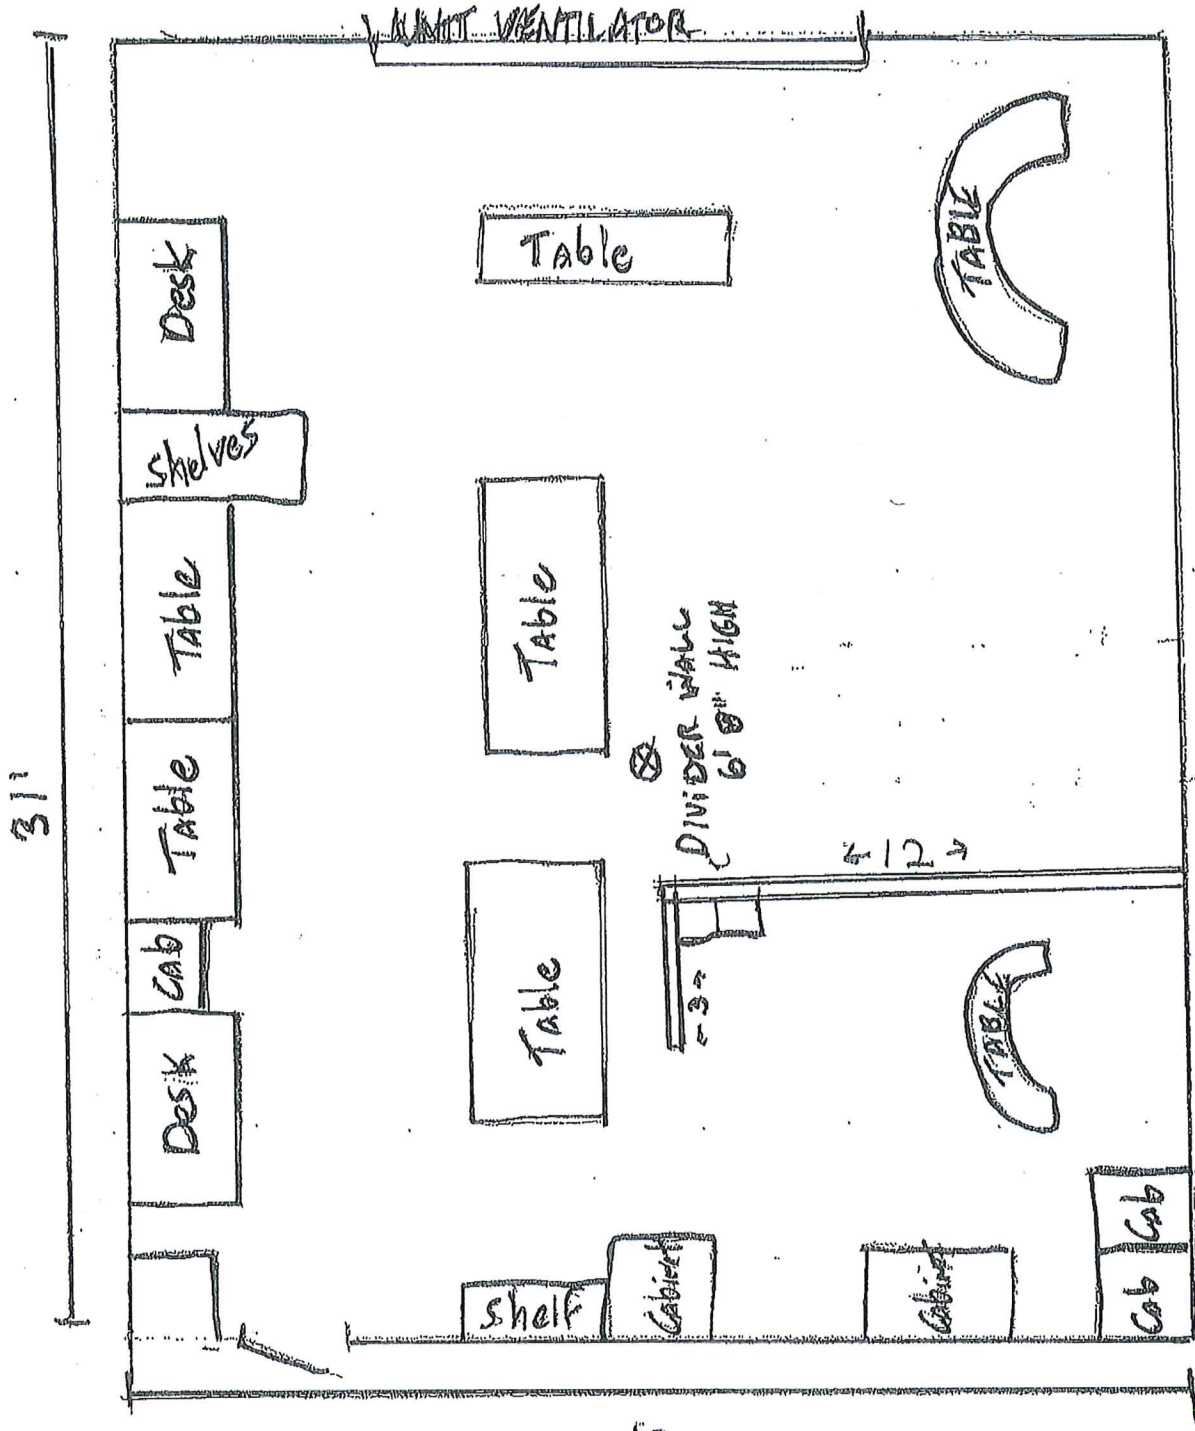 UNIT VENTILATOR
31'
Desk
Table
TABLE
Shelves
Table
Table
DIVIDER WALL
6' 8" HIGH
Table
12
Cab
Table
3
TABLE
Desk
Shelf
Cabinet
Cabinet
Cab
Cab